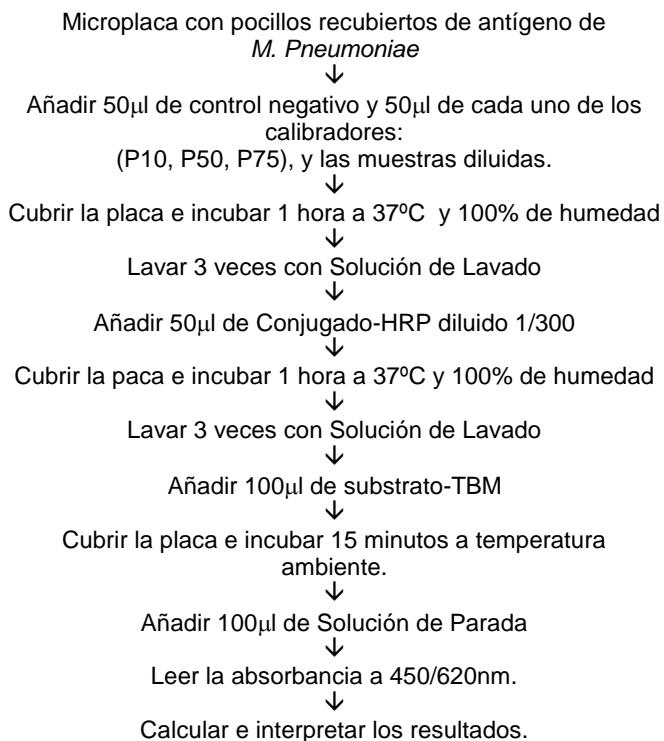 Microplaca con pocillos recubiertos de antígeno de
M. Pneumoniae
↓
Añadir 50μl de control negativo y 50μl de cada uno de los
calibradores:
(P10, P50, P75), y las muestras diluidas.
↓
Cubrir la placa e incubar 1 hora a 37ºC y 100% de humedad
↓
Lavar 3 veces con Solución de Lavado
↓
Añadir 50μl de Conjugado-HRP diluido 1/300
↓
Cubrir la paca e incubar 1 hora a 37ºC y 100% de humedad
↓
Lavar 3 veces con Solución de Lavado
↓
Añadir 100μl de substrato-TBM
↓
Cubrir la placa e incubar 15 minutos a temperatura
ambiente.
↓
Añadir 100μl de Solución de Parada
↓
Leer la absorbancia a 450/620nm.
↓
Calcular e interpretar los resultados.